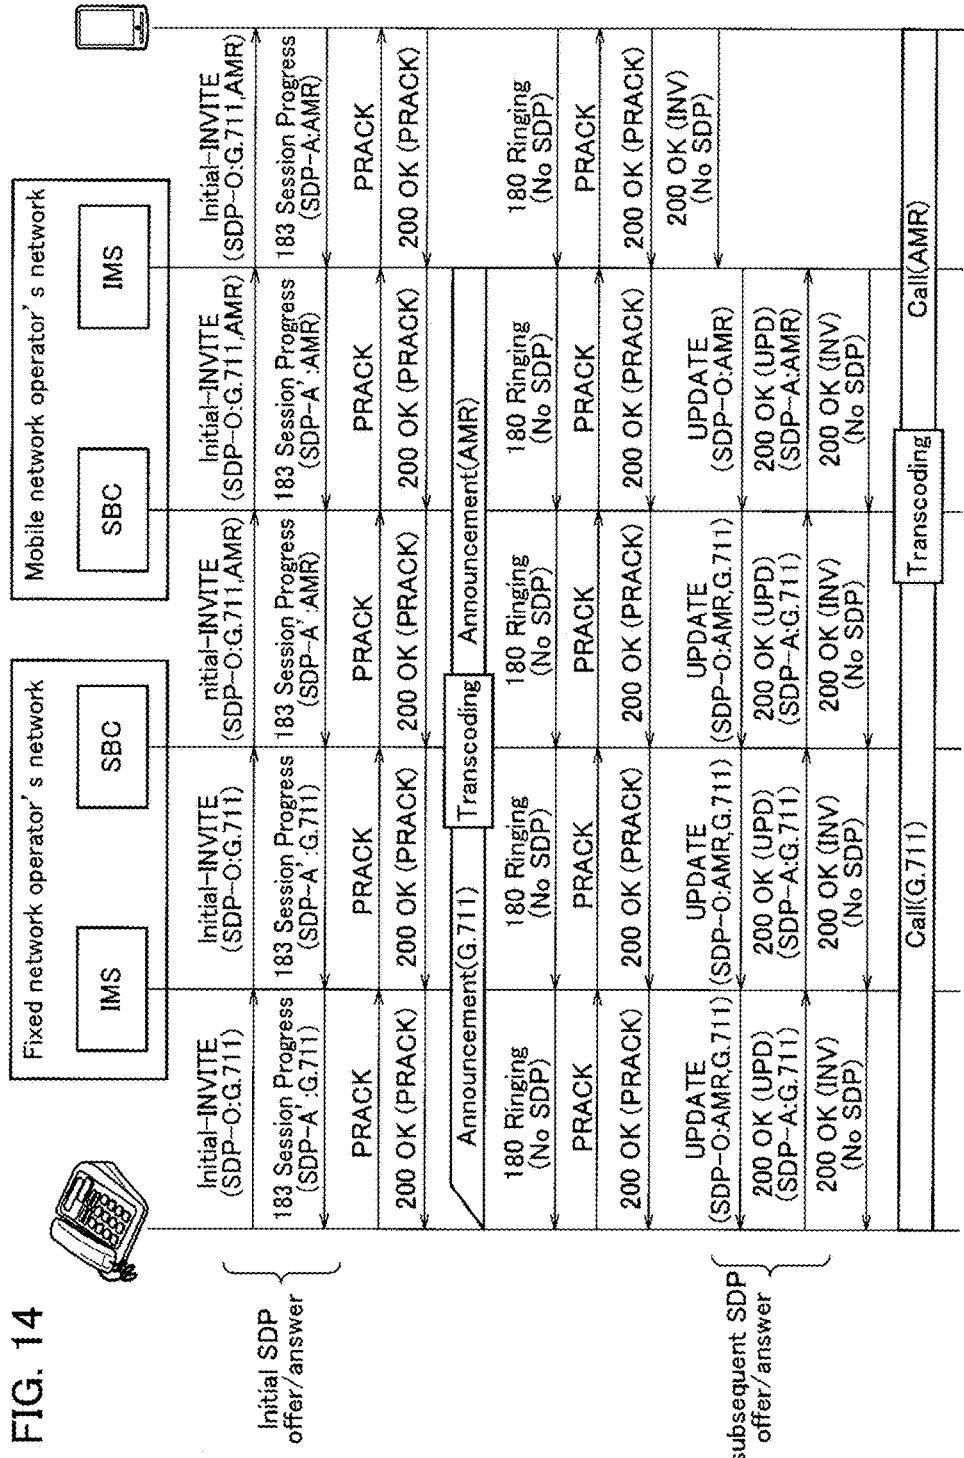 FIG. 14
Fixed network operator's network
Mobile network operator's network
IMS
SBC
SBC
IMS
Initial SDP
offer/answer
Initial-INVITE
(SDP-O:G.711)
Initial-INVITE
(SDP-O:G.711)
nitial-INVITE
(SDP-O:G.711,AMR)
Initial-INVITE
(SDP-O:G.711,AMR)
Initial-INVITE
(SDP-O:G.711,AMR)
183 Session Progress
(SDP-A':G.711)
183 Session Progress
(SDP-A':G.711)
183 Session Progress
(SDP-A':AMR)
183 Session Progress
(SDP-A':AMR)
183 Session Progress
(SDP-A:AMR)
PRACK
PRACK
PRACK
PRACK
PRACK
200 OK (PRACK)
200 OK (PRACK)
200 OK (PRACK)
200 OK (PRACK)
200 OK (PRACK)
Announcement(G.711)
Transcoding
Announcement(AMR)
180 Ringing
(No SDP)
180 Ringing
(No SDP)
180 Ringing
(No SDP)
180 Ringing
(No SDP)
180 Ringing
(No SDP)
PRACK
PRACK
PRACK
PRACK
PRACK
200 OK (PRACK)
200 OK (PRACK)
200 OK (PRACK)
200 OK (PRACK)
200 OK (PRACK)
200 OK (INV)
(No SDP)
subsequent SDP
offer/answer
UPDATE
(SDP-O:AMR,G.711)
UPDATE
(SDP-O:AMR,G.711)
UPDATE
(SDP-O:AMR,G.711)
UPDATE
(SDP-O:AMR)
200 OK (UPD)
(SDP-A:G.711)
200 OK (UPD)
(SDP-A:G.711)
200 OK (UPD)
(SDP-A:G.711)
200 OK (UPD)
(SDP-A:AMR)
200 OK (INV)
(No SDP)
200 OK (INV)
(No SDP)
200 OK (INV)
(No SDP)
200 OK (INV)
(No SDP)
Call(G.711)
Transcoding
Call(AMR)